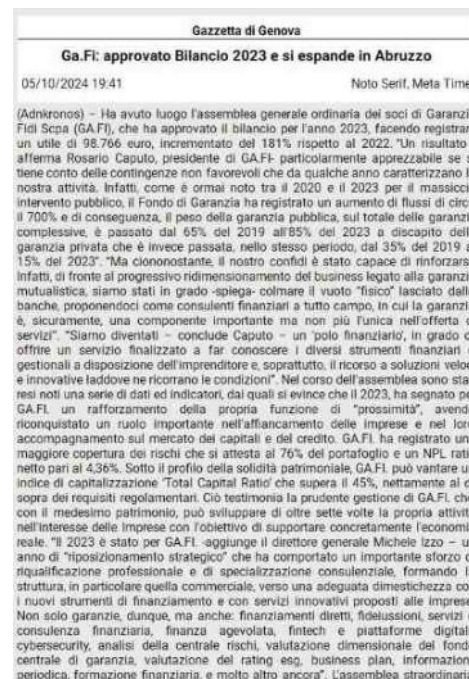 Gazzetta di Genova
Ga.Fi: approvato Bilancio 2023 e si espande in Abruzzo
05/10/2024 19:41 Noto Serif, Meta Time
(Adnkronos) – Ha avuto luogo l'assemblea generale ordinaria dei soci di Garanzi
Fidi Scpa (GA.FI), che ha approvato il bilancio per l'anno 2023, facendo registrar
un utile di 98.766 euro, incrementato del 181% rispetto al 2022. "Un risultato
afferma Rosario Caputo, presidente di GA.FI- particolarmente apprezzabile se s
tiene conto delle contingenze non favorevoli che da qualche anno caratterizzano l
nostra attività. Infatti, come è ormai noto tra il 2020 e il 2023 per il massicci
intervento pubblico, il Fondo di Garanzia ha registrato un aumento di flussi di circ
il 700% e di conseguenza, il peso della garanzia pubblica, sul totale delle garanzi
complessive, è passato dal 65% del 2019 all'85% del 2023 a discapito dell
garanzia privata che è invece passata, nello stesso periodo, dal 35% del 2019 a
15% del 2023". "Ma ciononostante, il nostro confidi è stato capace di rinforzars
Infatti, di fronte al progressivo ridimensionamento del business legato alla garanzi
mutualistica, siamo stati in grado -spiega- colmare il vuoto "fisico" lasciato dall
banche, proponendoci come consulenti finanziari a tutto campo, in cui la garanzi
è, sicuramente, una componente importante ma non più l'unica nell'offerta d
servizi". "Siamo diventati – conclude Caputo – un 'polo finanziario', in grado d
offrire un servizio finalizzato a far conoscere i diversi strumenti finanziari
gestionali a disposizione dell'imprenditore e, soprattutto, il ricorso a soluzioni veloc
e innovative laddove ne ricorrano le condizioni". Nel corso dell'assemblea sono sta
resi noti una serie di dati ed indicatori, dai quali si evince che il 2023, ha segnato pe
GA.FI. un rafforzamento della propria funzione di "prossimità", avend
riconquistato un ruolo importante nell'affiancamento delle imprese e nel lor
accompagnamento sul mercato dei capitali e del credito. GA.FI. ha registrato un
maggiore copertura dei rischi che si attesta al 76% del portafoglio e un NPL rati
netto pari al 4,36%. Sotto il profilo della solidità patrimoniale, GA.FI. può vantare u
indice di capitalizzazione 'Total Capital Ratio' che supera il 45%, nettamente al d
sopra dei requisiti regolamentari. Ciò testimonia la prudente gestione di GA.FI. ch
con il medesimo patrimonio, può sviluppare di oltre sette volte la propria attivit
nell'interesse delle Imprese con l'obiettivo di supportare concretamente l'economi
reale. "Il 2023 è stato per GA.FI. -aggiunge il direttore generale Michele Izzo – u
anno di "riposizionamento strategico" che ha comportato un importante sforzo d
riqualificazione professionale e di specializzazione consulenziale, formando l
struttura, in particolare quella commerciale, verso una adeguata dimestichezza co
i nuovi strumenti di finanziamento e con servizi innovativi proposti alle impres
Non solo garanzie, dunque, ma anche: finanziamenti diretti, fideiussioni, servizi
consulenza finanziaria, finanza agevolata, fintech e piattaforme digital
cybersecurity, analisi della centrale rischi, valutazione dimensionale del fond
centrale di garanzia, valutazione del rating esg, business plan, informazion
periodica, formazione finanziaria, e molto altro ancora". L'assemblea straordinari